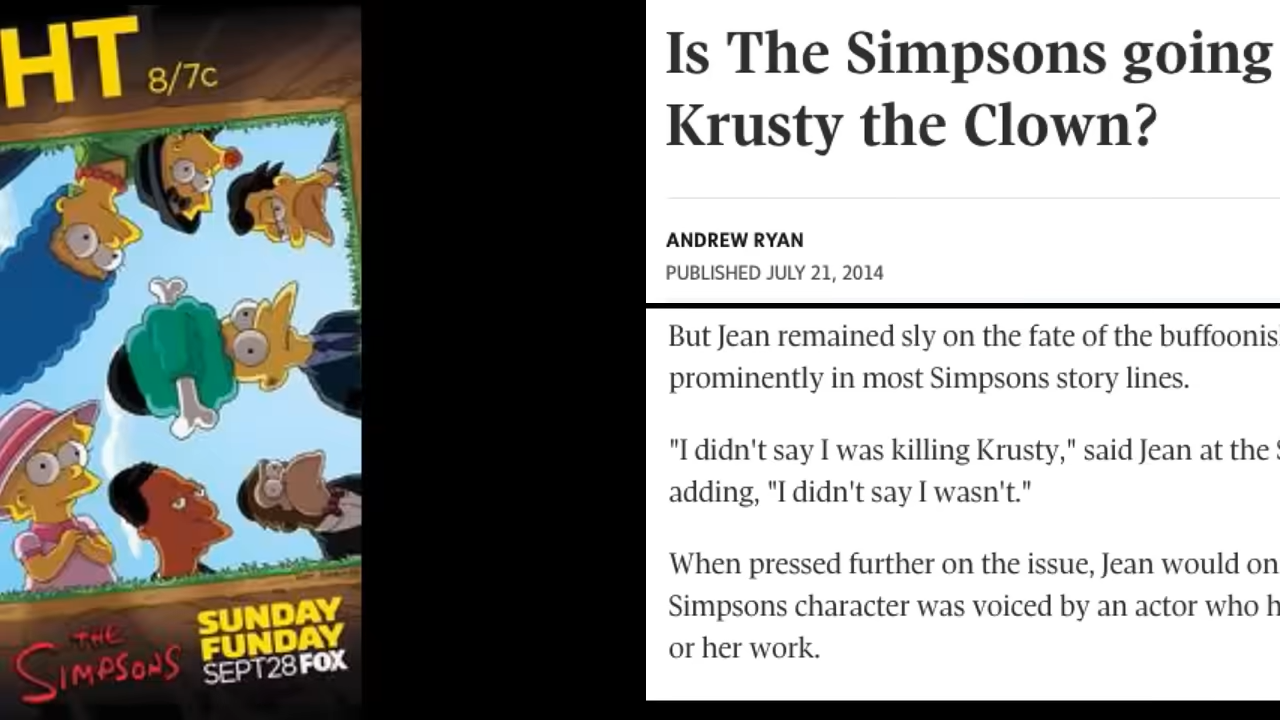 HT 8/7c
THE
SIMPSONS
SUNDAY
FUNDAY
SEPT28 FOX
Is The Simpsons going
Krusty the Clown?
ANDREW RYAN
PUBLISHED JULY 21, 2014
But Jean remained sly on the fate of the buffoonis
prominently in most Simpsons story lines.
"I didn't say I was killing Krusty," said Jean at the S
adding, "I didn't say I wasn't."
When pressed further on the issue, Jean would on
Simpsons character was voiced by an actor who h
or her work.